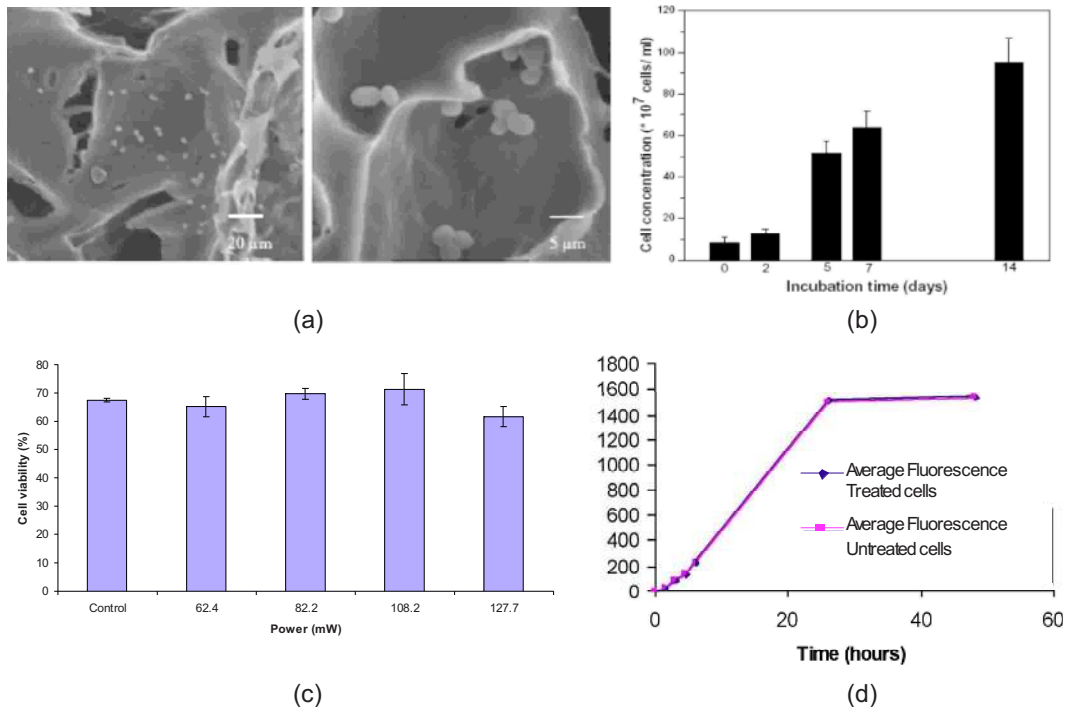 20 µm
5 µm
(a)
Cell concentration (* 10^7 cells/ ml)
120
100
80
60
40
20
0
0 2 5 7 14
Incubation time (days)
(b)
Cell viability (%)
80
70
60
50
40
30
20
10
0
Control 62.4 82.2 108.2 127.7
Power (mW)
(c)
1800
1600
1400
1200
1000
800
600
400
200
0
0 20 40 60
Average Fluorescence
Treated cells
Average Fluorescence
Untreated cells
Time (hours)
(d)